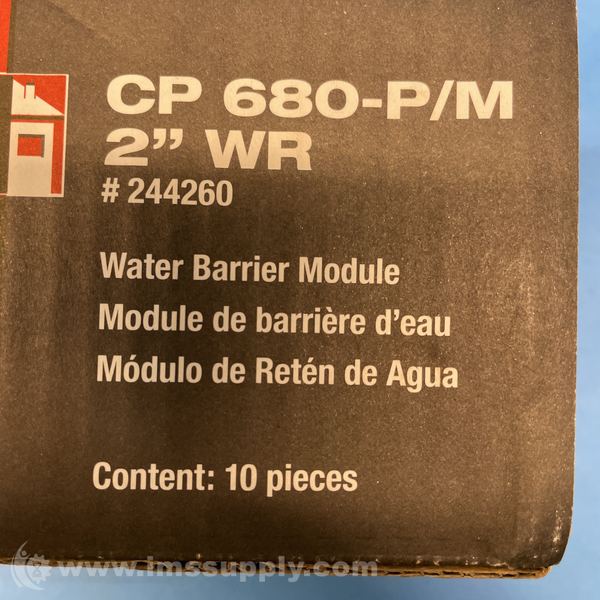 CP 680-P/M
2” WR
# 244260
Water Barrier Module
Module de barrière d’eau
Módulo de Retén de Agua
Content: 10 pieces
www.imssupply.com